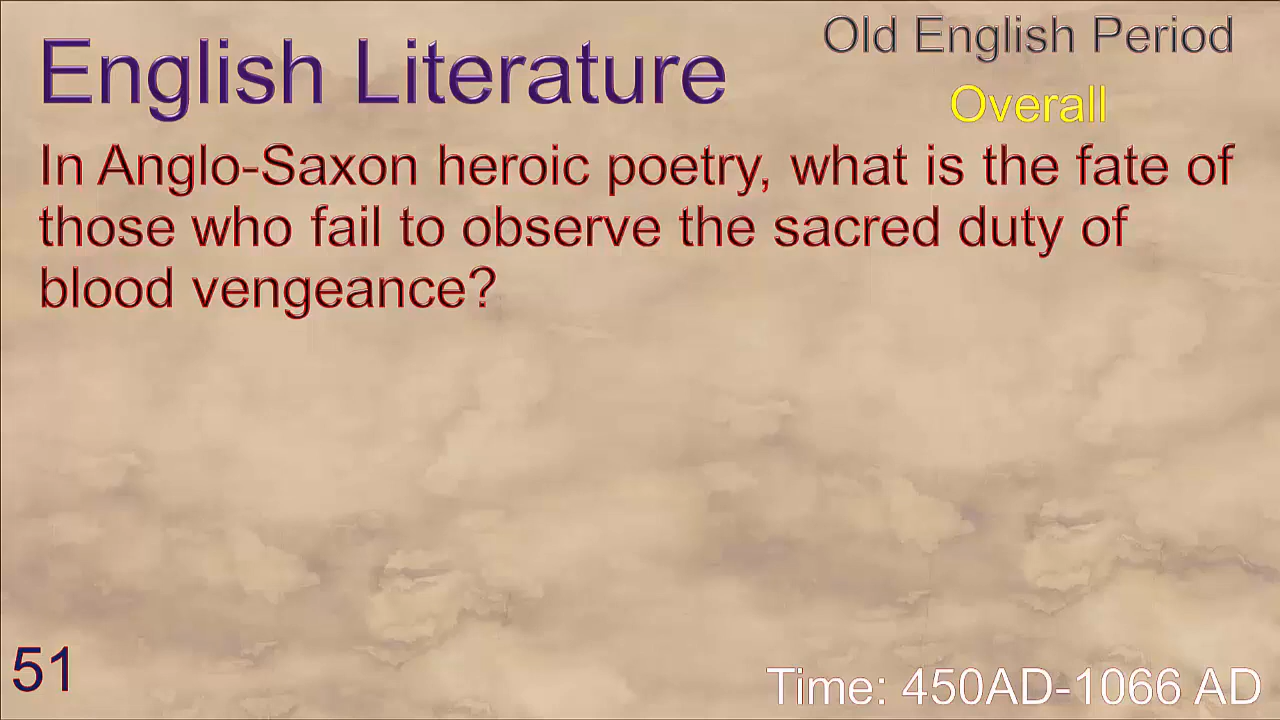 Old English Period
English Literature
Overall
In Anglo-Saxon heroic poetry, what is the fate of
those who fail to observe the sacred duty of
blood vengeance?
51
Time: 450AD-1066 AD